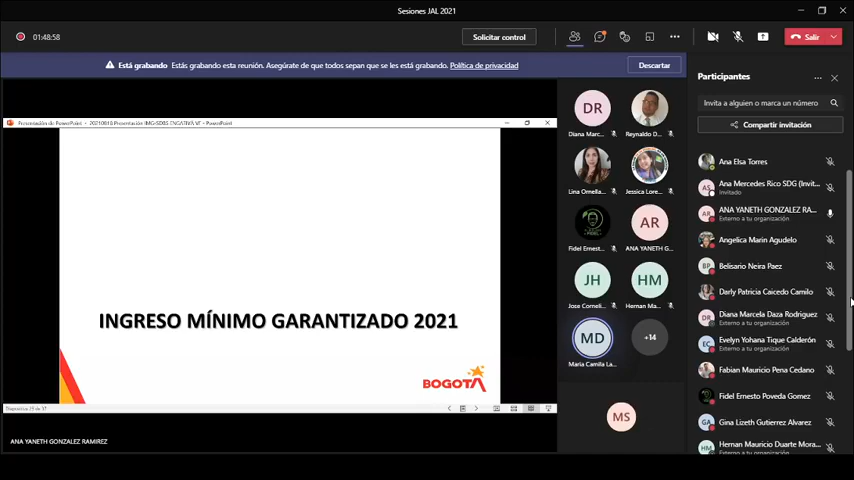 Sesiones JAL 2021
01:48:58
Solicitar control
Salir
Está grabando Estás grabando esta reunión. Asegúrate de que todos sepan que se les está grabando. Política de privacidad
Descartar
Participantes
Invita a alguien o marca un número
Compartir invitación
Presentación de PowerPoint - 20210818 Presentación IMG-SDIS ENGATIVÁ VF - PowerPoint
INGRESO MÍNIMO GARANTIZADO 2021
BOGOTÁ
ANA YANETH GONZALEZ RAMIREZ
DR
Diana Marc...
Reynaldo D...
Lina Ornella...
Jessica Lore...
Fidel Ernest...
AR
ANA YANETH G...
JH
Jose Corneli...
HM
Hernan Ma...
MD
Maria Camila La...
+14
MS
Ana Elsa Torres
AS
Ana Mercedes Rico SDG (Invit...
Invitado
AR
ANA YANETH GONZALEZ RA...
Externo a tu organización
Angelica Marin Agudelo
BP
Belisario Neira Paez
Darly Patricia Caicedo Camilo
DR
Diana Marcela Daza Rodriguez
Externo a tu organización
EC
Evelyn Yohana Tique Calderón
Externo a tu organización
Fabian Mauricio Pena Cedano
Fidel Ernesto Poveda Gomez
GA
Gina Lizeth Gutierrez Alvarez
HM
Hernan Mauricio Duarte Mora...
Externo a tu organización